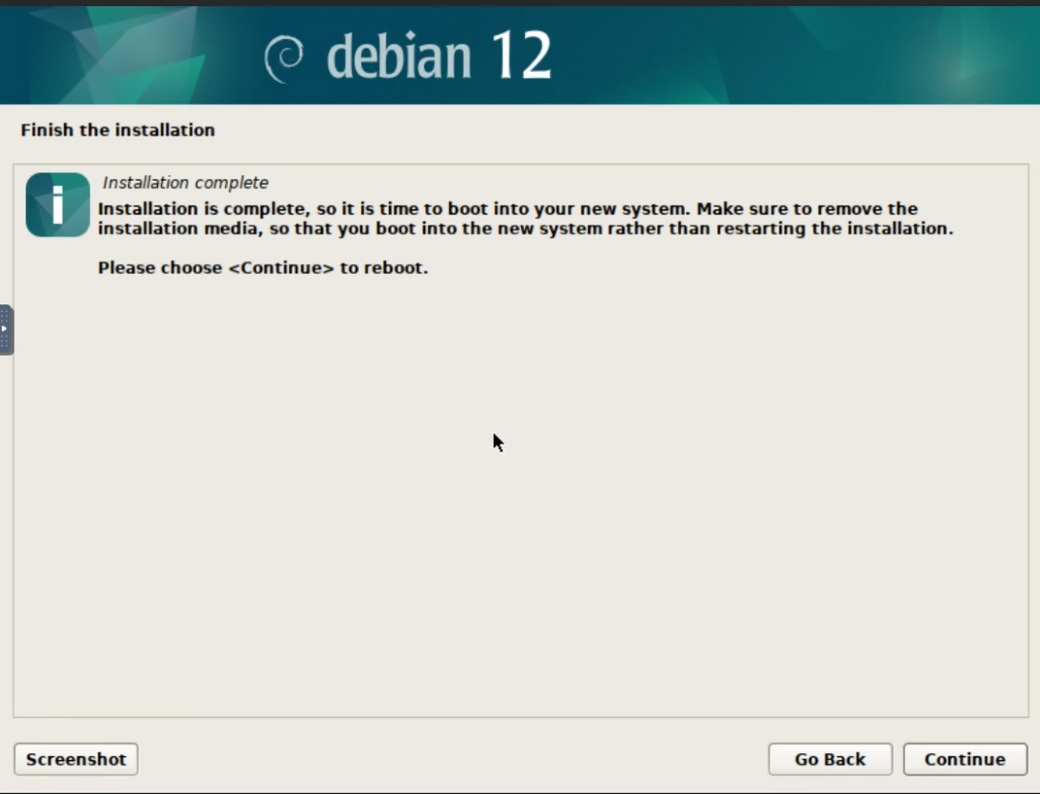 debian 12
Finish the installation
i
Installation complete
Installation is complete, so it is time to boot into your new system. Make sure to remove the
installation media, so that you boot into the new system rather than restarting the installation.
Please choose <Continue> to reboot.
Screenshot
Go Back
Continue